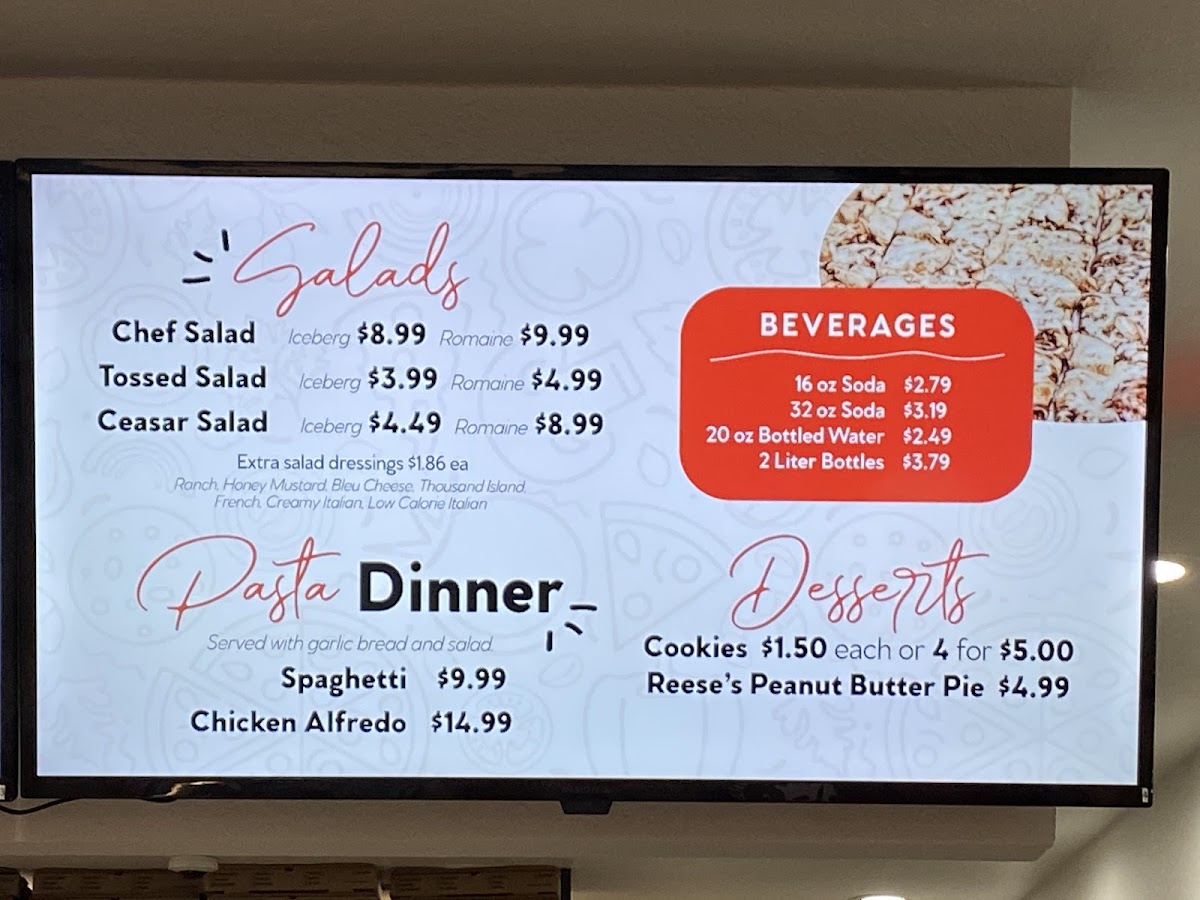 Salads
Chef Salad Iceberg $8.99 Romaine $9.99
Tossed Salad Iceberg $3.99 Romaine $4.99
Ceasar Salad Iceberg $4.49 Romaine $8.99
Extra salad dressings $1.86 ea
Ranch, Honey Mustard, Bleu Cheese, Thousand Island,
French, Creamy Italian, Low Calorie Italian
Pasta Dinner
Served with garlic bread and salad.
Spaghetti $9.99
Chicken Alfredo $14.99
BEVERAGES
16 oz Soda $2.79
32 oz Soda $3.19
20 oz Bottled Water $2.49
2 Liter Bottles $3.79
Desserts
Cookies $1.50 each or 4 for $5.00
Reese's Peanut Butter Pie $4.99